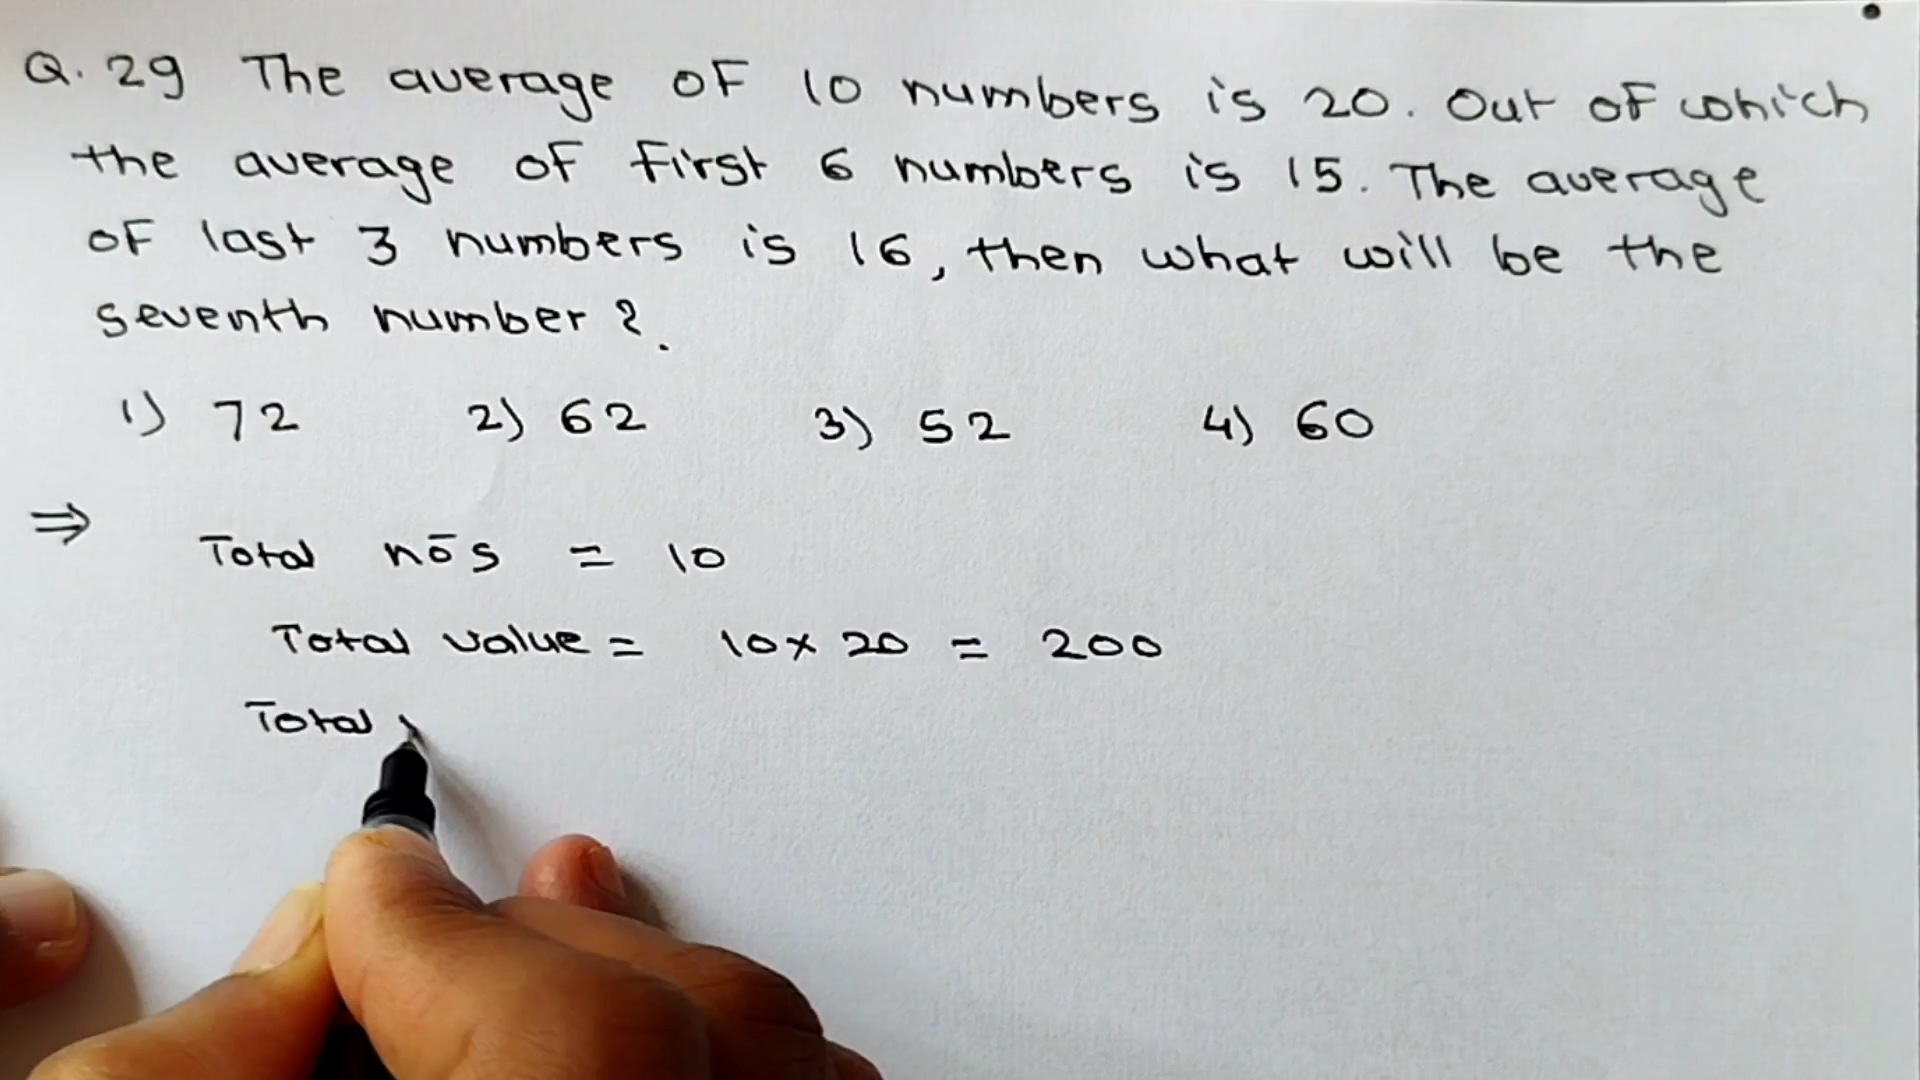 Q. 29 The average of 10 numbers is 20. Out of which
the average of first 6 numbers is 15. The average
of last 3 numbers is 16, then what will be the
seventh number?
1) 72 2) 62 3) 52 4) 60
⇒ Total nōs = 10
Total value = 10 x 20 = 200
Total